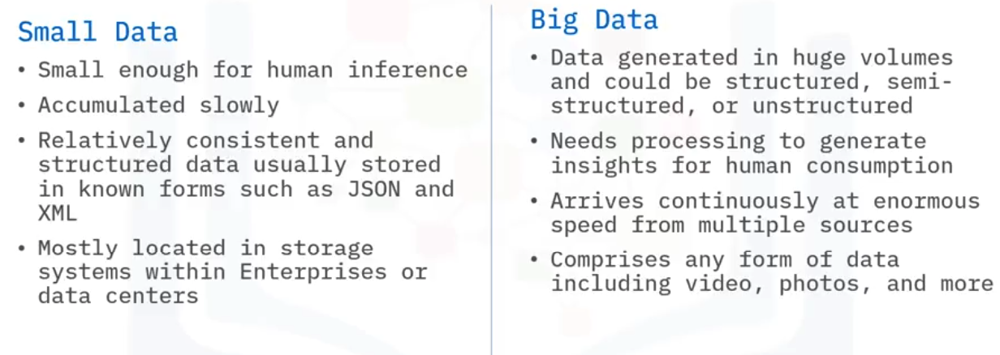 Small Data
• Small enough for human inference
• Accumulated slowly
• Relatively consistent and
structured data usually stored
in known forms such as JSON and
XML
• Mostly located in storage
systems within Enterprises or
data centers
Big Data
• Data generated in huge volumes
and could be structured, semi-
structured, or unstructured
• Needs processing to generate
insights for human consumption
• Arrives continuously at enormous
speed from multiple sources
• Comprises any form of data
including video, photos, and more